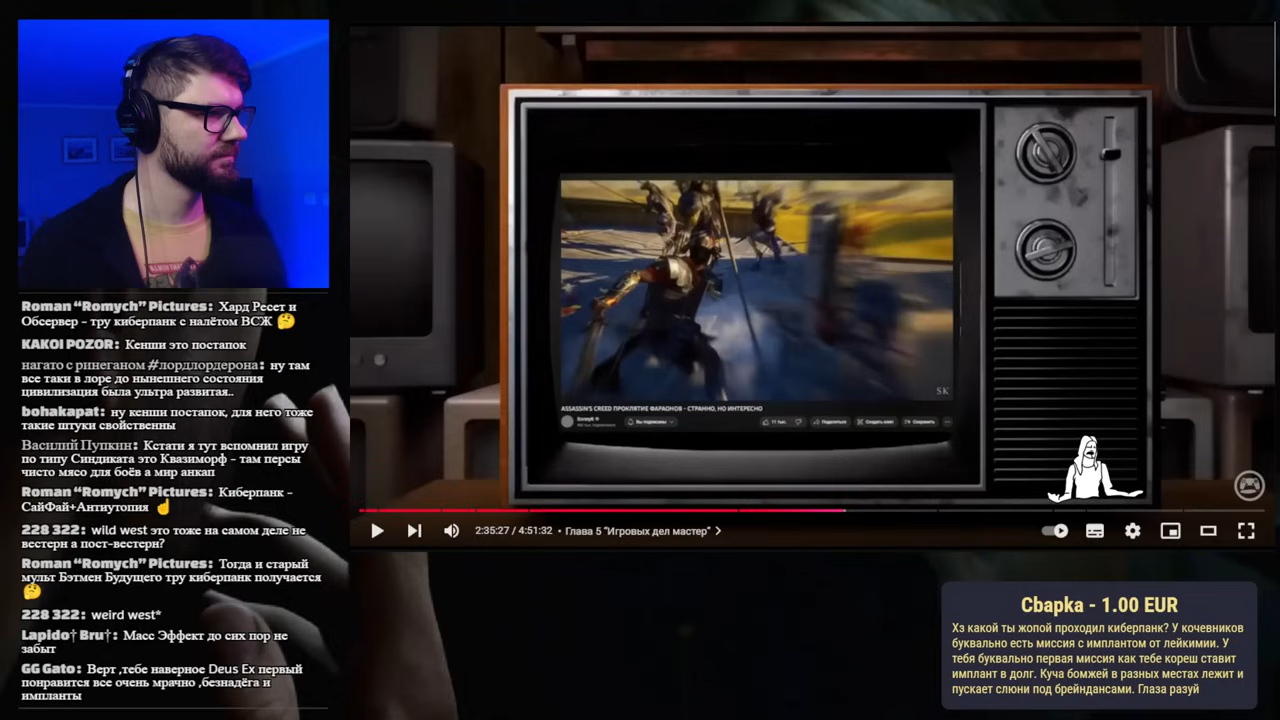 Roman “Romych” Pictures: Хард Ресет и
Обсервер - тру киберпанк с налётом ВСЖ 🤔
KAKOI POZOR: Кенши это постапок
нагато с ринеганом #лордлордерона: ну там
все таки в лоре до нынешнего состояния
цивилизация была ультра развитая..
bohakapat: ну кенши постапок, для него тоже
такие штуки свойственны
Василий Пупкин: Кстати я тут вспомнил игру
по типу Синдиката это Квазиморф - там персы
чисто мясо для боёв а мир анкап
Roman “Romych” Pictures: Киберпанк -
СайФай+Антиутопия ☝
228 322: wild west это тоже на самом деле не
вестерн а пост-вестерн?
Roman “Romych” Pictures: Тогда и старый
мульт Бэтмен Будущего тру киберпанк получается
🤔
228 322: weird west*
Lapido† Bru†: Масс Эффект до сих пор не
забыт
GG Gato: Верт ,тебе наверное Deus Ex первый
понравится все очень мрачно ,безнадёга и
импланты
SK
ASSASSIN'S CREED ПРОКЛЯТИЕ ФАРАОНОВ - СТРАННО, НО ИНТЕРЕСНО
Вы подписаны
11 тыс.
Поделиться
Сохранить
2:35:27 / 4:51:32 • Глава 5 “Игровых дел мастер” >
Cbapka - 1.00 EUR
Хз какой ты жопой проходил киберпанк? У кочевников
буквально есть миссия с имплантом от лейкимии. У
тебя буквально первая миссия как тебе кореш ставит
имплант в долг. Куча бомжей в разных местах лежит и
пускает слюни под брейндансами. Глаза разуй